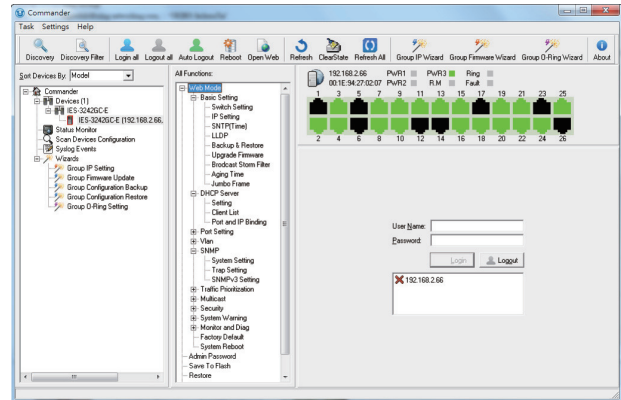 Commander
Task Settings Help
Discovery Discovery Filter Login all Logout all Auto Logout Reboot Open Web Refresh ClearState Refresh All Group IP Wizard Group Firmware Wizard Group O-Ring Wizard About
Sort Devices By: Model
Commander
Devices (1)
IES-3242GC-E
IES-3242GC-E [192.168.2.66,
Status Monitor
Scan Devices Configuration
Syslog Events
Wizards
Group IP Setting
Group Firmware Update
Group Configuration Backup
Group Configuration Restore
Group O-Ring Setting
All Functions:
Web Mode
Basic Setting
Switch Setting
IP Setting
SNTP(Time)
LLDP
Backup & Restore
Upgrade Firmware
Brodcast Storm Filter
Aging Time
Jumbo Frame
DHCP Server
Setting
Client List
Port and IP Binding
Port Setting
Vlan
SNMP
System Setting
Trap Setting
SNMPv3 Setting
Traffic Prioritization
Multicast
Security
System Warning
Monitor and Diag
Factory Default
System Reboot
Admin Password
Save To Flash
Restore
192.168.2.66 PWR1 PWR3 Ring
00:1E:94:27:02:07 PWR2 R.M Fault
1 3 5 7 9 11 13 15 17 19 21 23 25
2 4 6 8 10 12 14 16 18 20 22 24 26
User Name:
Password:
Login Logout
192.168.2.66